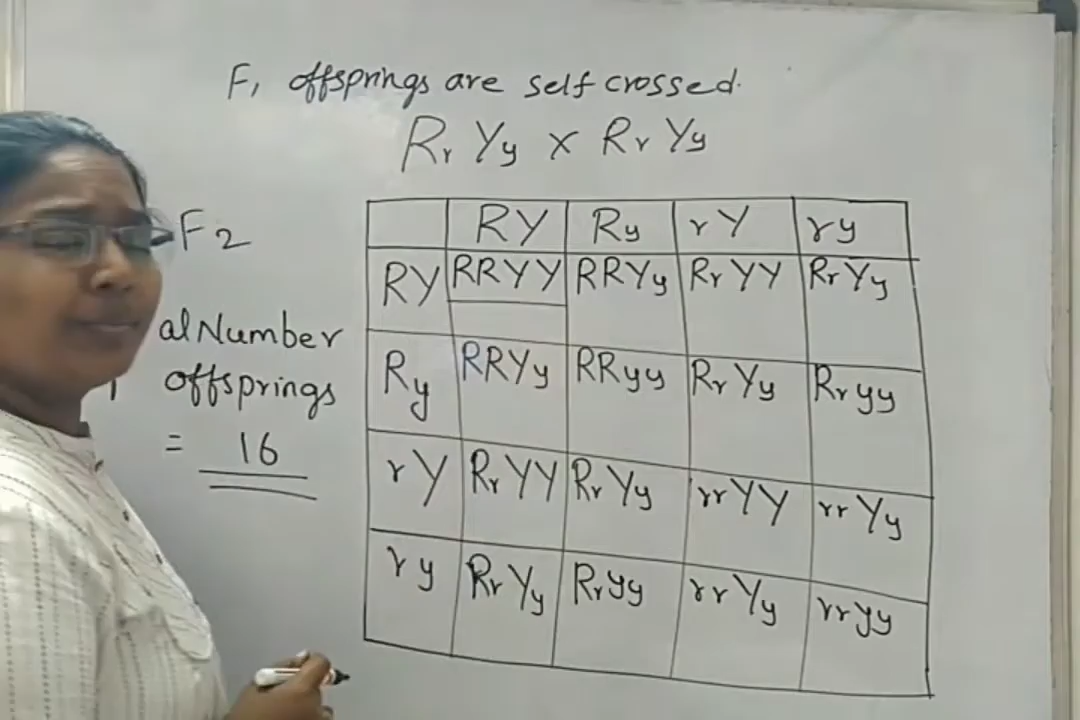 F1 offsprings are self crossed.
Rr Yy x Rr Yy
F2
al Number
offsprings
= 16
RY Ry rY ry
RY RRYY RRYy RrYY RrYy
Ry RRYy RRyy RrYy Rryy
rY RrYY RrYy rrYY rrYy
ry RrYy Rryy rrYy rryy